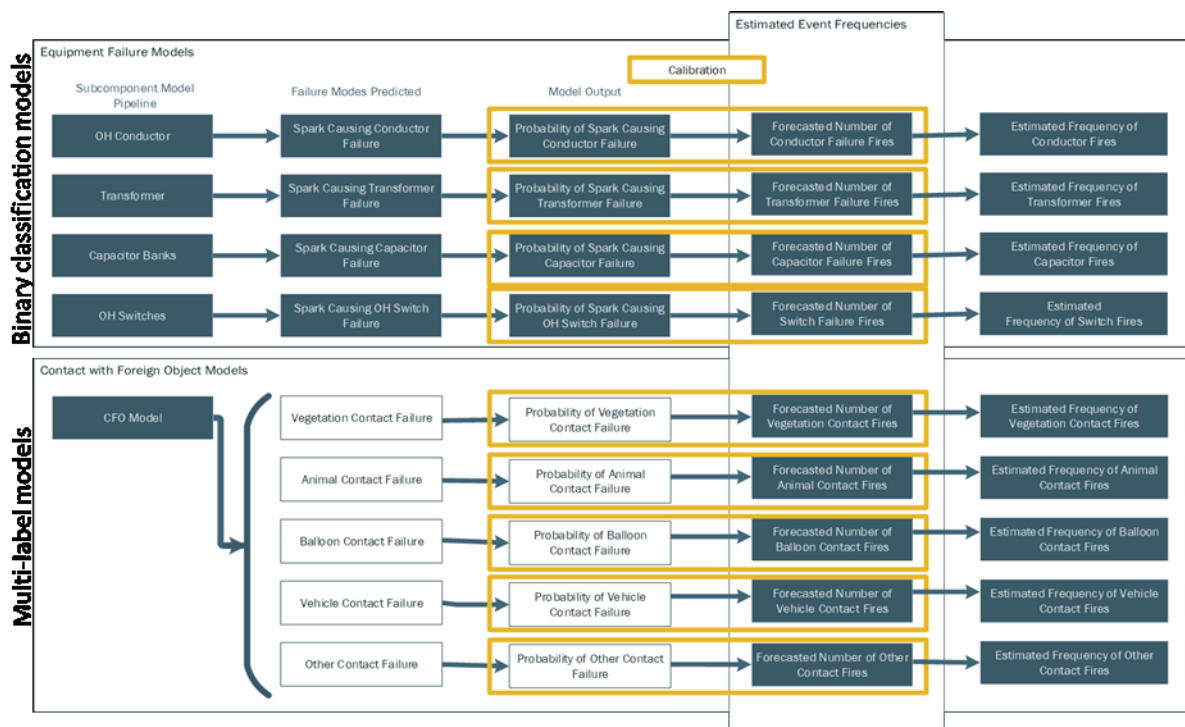 Estimated Event Frequencies
Binary classification models
Equipment Failure Models
Calibration
Subcomponent Model
Pipeline
Failure Modes Predicted
Model Output
OH Conductor
Spark Causing Conductor
Failure
Probability of Spark Causing
Conductor Failure
Forecasted Number of
Conductor Failure Fires
Estimated Frequency of
Conductor Fires
Transformer
Spark Causing Transformer
Failure
Probability of Spark Causing
Transformer Failure
Forecasted Number of
Transformer Failure Fires
Estimated Frequency of
Transformer Fires
Capacitor Banks
Spark Causing Capacitor
Failure
Probability of Spark Causing
Capacitor Failure
Forecasted Number of
Capacitor Failure Fires
Estimated Frequency of
Capacitor Fires
OH Switches
Spark Causing OH Switch
Failure
Probability of Spark Causing
OH Switch Failure
Forecasted Number of
Switch Failure Fires
Estimated
Frequency of Switch Fires
Multi-label models
Contact with Foreign Object Models
CFO Model
Vegetation Contact Failure
Probability of Vegetation
Contact Failure
Forecasted Number of
Vegetation Contact Fires
Estimated Frequency of
Vegetation Contact Fires
Animal Contact Failure
Probability of Animal
Contact Failure
Forecasted Number of
Animal Contact Fires
Estimated Frequency of Animal
Contact Fires
Balloon Contact Failure
Probability of Balloon
Contact Failure
Forecasted Number of
Balloon Contact Fires
Estimated Frequency of Balloon
Contact Fires
Vehicle Contact Failure
Probability of Vehicle
Contact Failure
Forecasted Number of
Vehicle Contact Fires
Estimated Frequency of Vehicle
Contact Fires
Other Contact Failure
Probability of Other Contact
Failure
Forecasted Number of Other
Contact Fires
Estimated Frequency of Other
Contact Fires